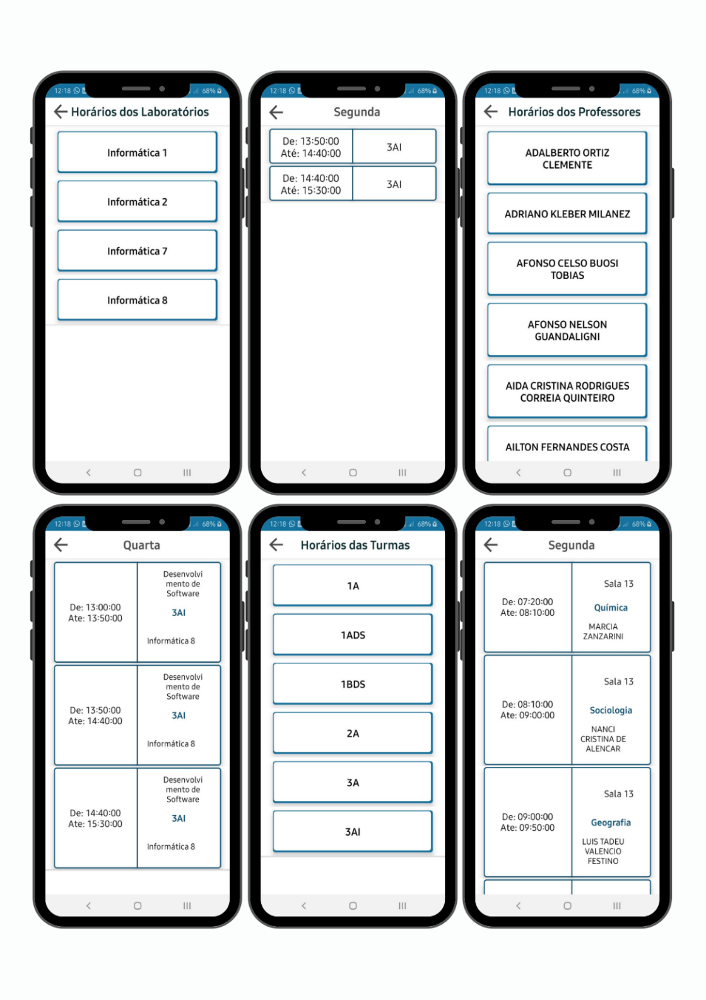 12:18
68%
Horários dos Laboratórios
Informática 1
Informática 2
Informática 7
Informática 8
12:18
68%
Segunda
De: 13:50:00
Até: 14:40:00
3AI
De: 14:40:00
Até: 15:30:00
3AI
12:18
68%
Horários dos Professores
ADALBERTO ORTIZ
CLEMENTE
ADRIANO KLEBER MILANEZ
AFONSO CELSO BUOSI
TOBIAS
AFONSO NELSON
GUANDALIGNI
AIDA CRISTINA RODRIGUES
CORREIA QUINTEIRO
AILTON FERNANDES COSTA
12:18
68%
Quarta
De: 13:00:00
Ate: 13:50:00
Desenvolvi
mento de
Software
3AI
Informática 8
De: 13:50:00
Ate: 14:40:00
Desenvolvi
mento de
Software
3AI
Informática 8
De: 14:40:00
Ate: 15:30:00
Desenvolvi
mento de
Software
3AI
Informática 8
12:18
68%
Horários das Turmas
1A
1ADS
1BDS
2A
3A
3AI
12:18
68%
Segunda
De: 07:20:00
Ate: 08:10:00
Sala 13
Química
MARCIA
ZANZARINI
De: 08:10:00
Ate: 09:00:00
Sala 13
Sociologia
NANCI
CRISTINA DE
ALENCAR
De: 09:00:00
Ate: 09:50:00
Sala 13
Geografia
LUIS TADEU
VALENCIO
FESTINO